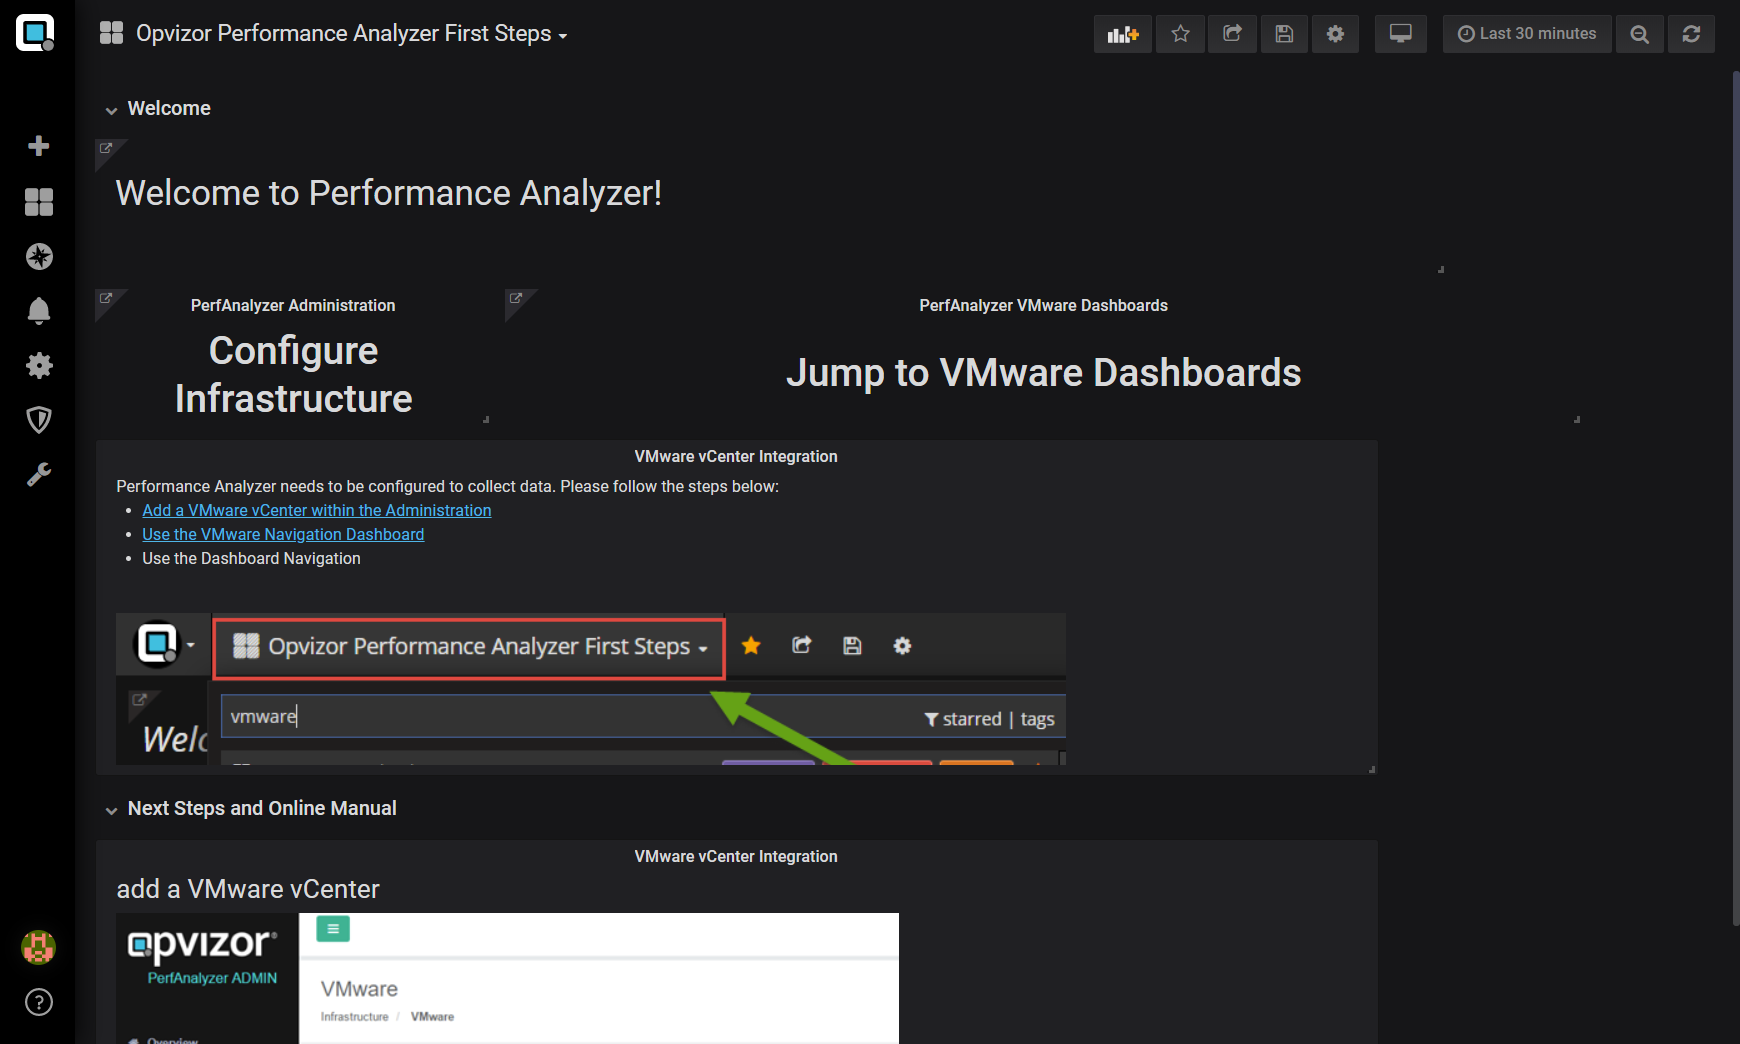 Opvizor Performance Analyzer First Steps
Last 30 minutes
Welcome
Welcome to Performance Analyzer!
PerfAnalyzer Administration
Configure
Infrastructure
PerfAnalyzer VMware Dashboards
Jump to VMware Dashboards
VMware vCenter Integration
Performance Analyzer needs to be configured to collect data. Please follow the steps below:
Add a VMware vCenter within the Administration
Use the VMware Navigation Dashboard
Use the Dashboard Navigation
Opvizor Performance Analyzer First Steps
vmware
starred | tags
Welc
Next Steps and Online Manual
VMware vCenter Integration
add a VMware vCenter
opvizor®
PerfAnalyzer ADMIN
VMware
Infrastructure / VMware
Overview